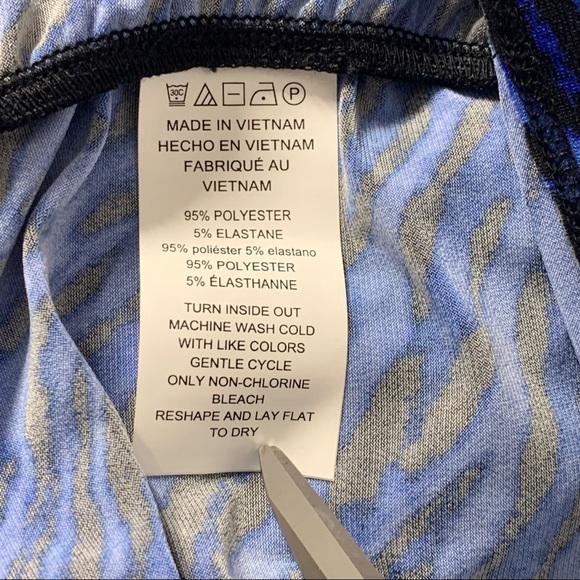 30C P
MADE IN VIETNAM
HECHO EN VIETNAM
FABRIQUÉ AU
VIETNAM
95% POLYESTER
5% ELASTANE
95% poliéster 5% elastano
95% POLYESTER
5% ÉLASTHANNE
TURN INSIDE OUT
MACHINE WASH COLD
WITH LIKE COLORS
GENTLE CYCLE
ONLY NON-CHLORINE
BLEACH
RESHAPE AND LAY FLAT
TO DRY